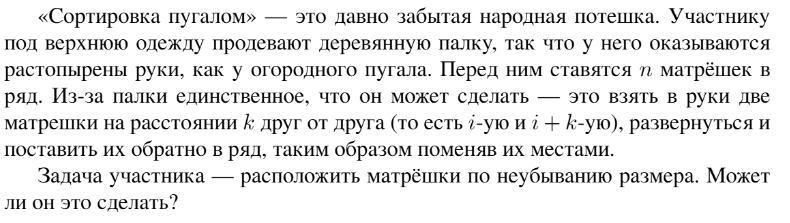 «Сортировка пугалом» — это давно забытая народная потешка. Участнику
под верхнюю одежду продевают деревянную палку, так что у него оказываются
растопырены руки, как у огородного пугала. Перед ним ставятся n матрёшек в
ряд. Из-за палки единственное, что он может сделать — это взять в руки две
матрешки на расстоянии k друг от друга (то есть i-ую и i + k-ую), развернуться и
поставить их обратно в ряд, таким образом поменяв их местами.
Задача участника — расположить матрёшки по неубыванию размера. Может
ли он это сделать?